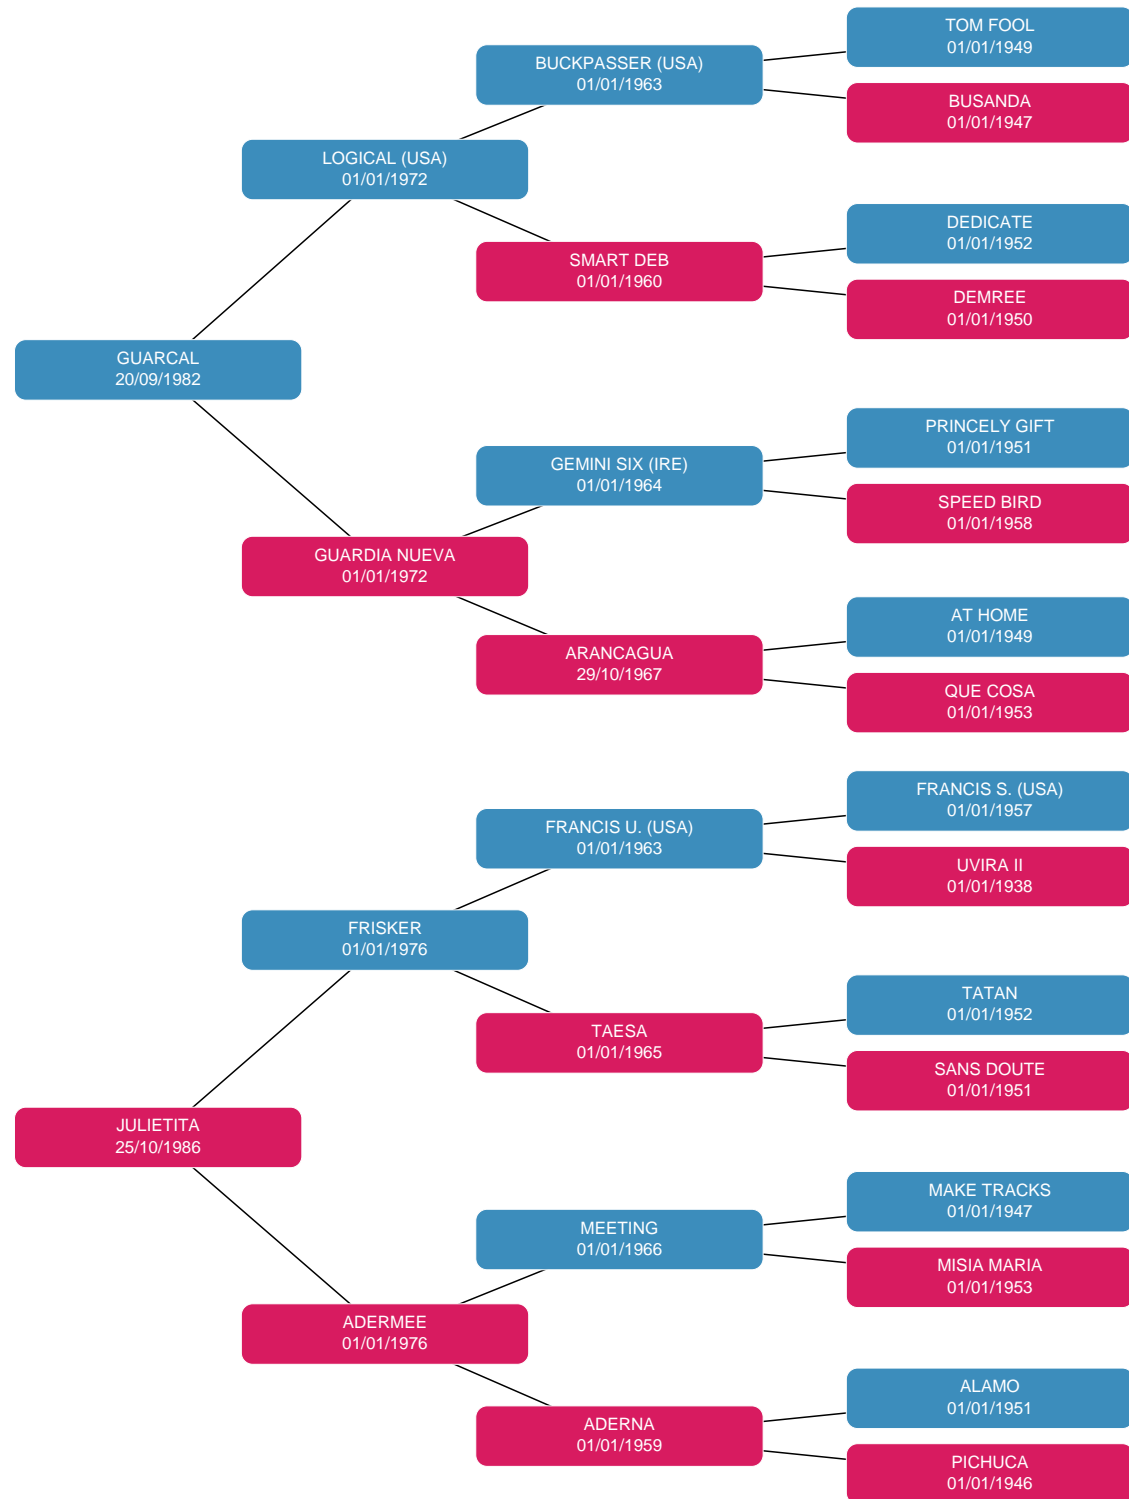 TOM FOOL
01/01/1949
BUCKPASSER (USA)
01/01/1963
BUSANDA
01/01/1947
LOGICAL (USA)
01/01/1972
DEDICATE
01/01/1952
SMART DEB
01/01/1960
DEMREE
01/01/1950
GUARCAL
20/09/1982
PRINCELY GIFT
01/01/1951
GEMINI SIX (IRE)
01/01/1964
SPEED BIRD
01/01/1958
GUARDIA NUEVA
01/01/1972
AT HOME
01/01/1949
ARANCAGUA
29/10/1967
QUE COSA
01/01/1953
FRANCIS S. (USA)
01/01/1957
FRANCIS U. (USA)
01/01/1963
UVIRA II
01/01/1938
FRISKER
01/01/1976
TATAN
01/01/1952
TAESA
01/01/1965
SANS DOUTE
01/01/1951
JULIETITA
25/10/1986
MAKE TRACKS
01/01/1947
MEETING
01/01/1966
MISIA MARIA
01/01/1953
ADERMEE
01/01/1976
ALAMO
01/01/1951
ADERNA
01/01/1959
PICHUCA
01/01/1946